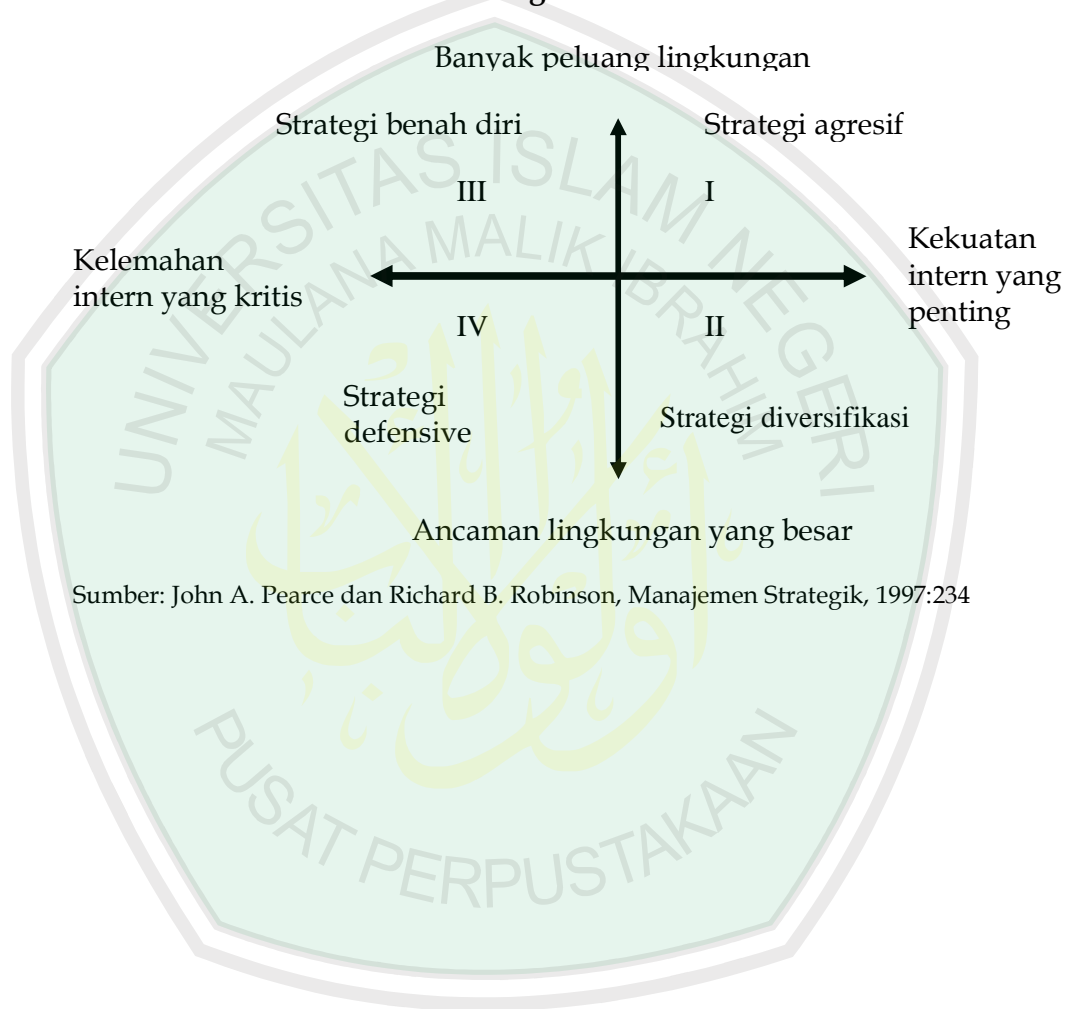 Banyak peluang lingkungan
Strategi benah diri
Strategi agresif
III
I
Kelemahan
intern yang kritis
Kekuatan
intern yang
penting
IV
II
Strategi
defensive
Strategi diversifikasi
Ancaman lingkungan yang besar
Sumber: John A. Pearce dan Richard B. Robinson, Manajemen Strategik, 1997:234
UNIVERSITAS ISLAM NEGERI
MAULANA MALIK IBRAHIM
PUSAT PERPUSTAKAAN